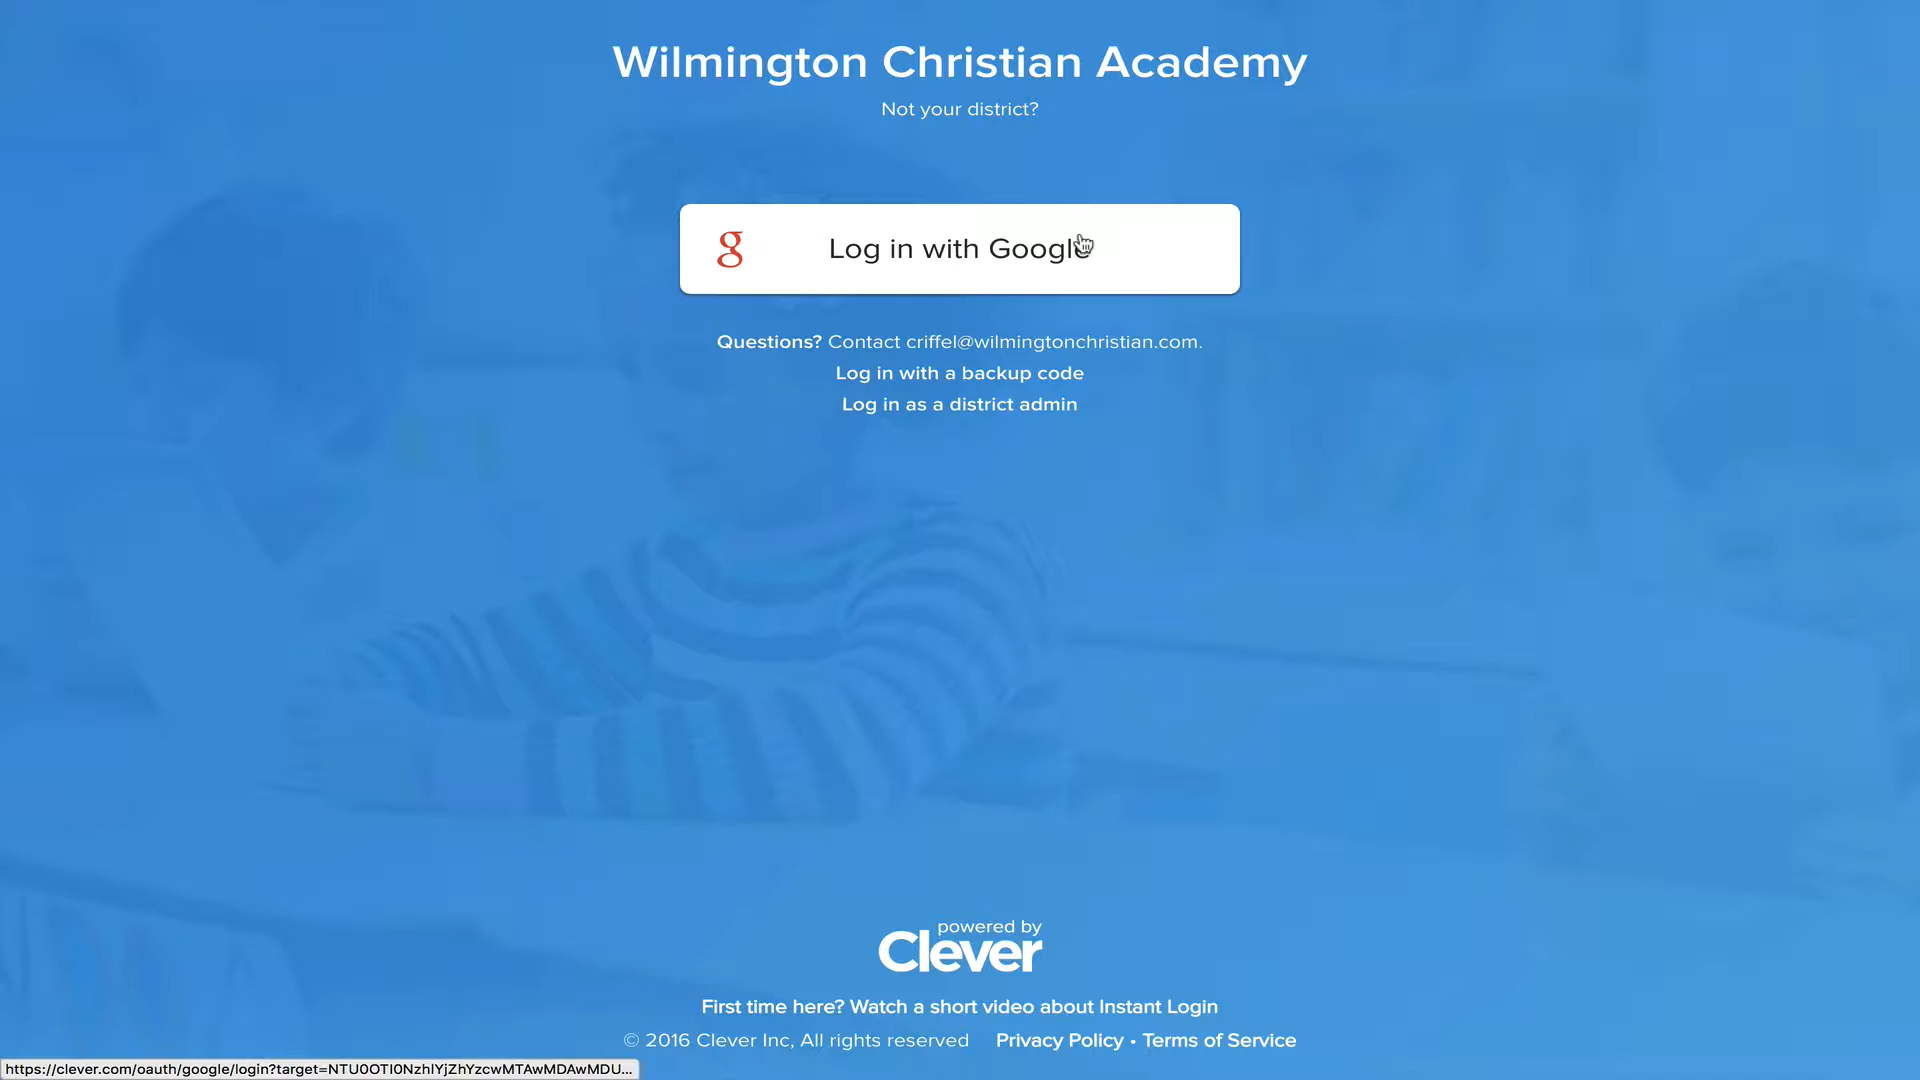 Wilmington Christian Academy
Not your district?
g
Log in with Google
Questions? Contact criffel@wilmingtonchristian.com.
Log in with a backup code
Log in as a district admin
powered by
Clever
First time here? Watch a short video about Instant Login
© 2016 Clever Inc, All rights reserved Privacy Policy • Terms of Service
https://clever.com/oauth/google/login?target=NTU0OTI0NzhlYjZhYzcwMTAwMDAwMDU...